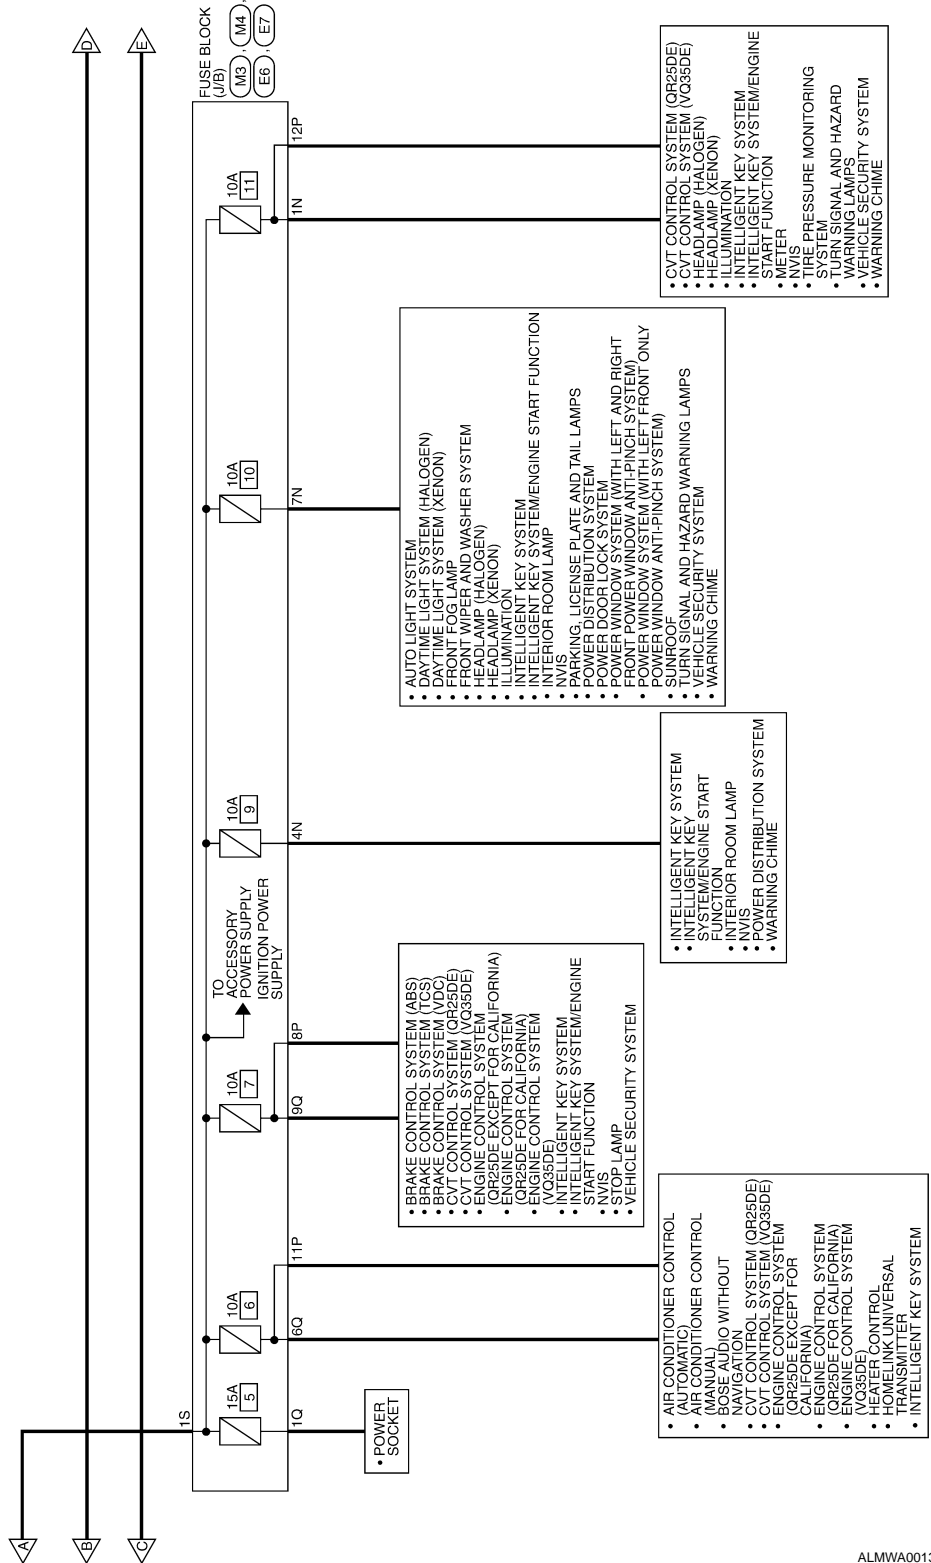 A
B
C
D
E
FUSE BLOCK
(J/B)
M3 , M4 ,
E6 , E7
1S
15A
5
1Q
• POWER
SOCKET
10A
6
6Q
11P
• AIR CONDITIONER CONTROL
(AUTOMATIC)
• AIR CONDITIONER CONTROL
(MANUAL)
• BOSE AUDIO WITHOUT
NAVIGATION
• CVT CONTROL SYSTEM (QR25DE)
• CVT CONTROL SYSTEM (VQ35DE)
• ENGINE CONTROL SYSTEM
(QR25DE EXCEPT FOR
CALIFORNIA)
• ENGINE CONTROL SYSTEM
(QR25DE FOR CALIFORNIA)
• ENGINE CONTROL SYSTEM
(VQ35DE)
• HEATER CONTROL
• HOMELINK UNIVERSAL
TRANSMITTER
• INTELLIGENT KEY SYSTEM
10A
7
9Q
8P
• BRAKE CONTROL SYSTEM (ABS)
• BRAKE CONTROL SYSTEM (TCS)
• BRAKE CONTROL SYSTEM (VDC)
• CVT CONTROL SYSTEM (QR25DE)
• CVT CONTROL SYSTEM (VQ35DE)
• ENGINE CONTROL SYSTEM
(QR25DE EXCEPT FOR CALIFORNIA)
• ENGINE CONTROL SYSTEM
(QR25DE FOR CALIFORNIA)
• ENGINE CONTROL SYSTEM
(VQ35DE)
• INTELLIGENT KEY SYSTEM
• INTELLIGENT KEY SYSTEM/ENGINE
START FUNCTION
• NVIS
• STOP LAMP
• VEHICLE SECURITY SYSTEM
TO
ACCESSORY
POWER SUPPLY
IGNITION POWER
SUPPLY
10A
9
4N
• INTELLIGENT KEY SYSTEM
• INTELLIGENT KEY
SYSTEM/ENGINE START
FUNCTION
• INTERIOR ROOM LAMP
• NVIS
• POWER DISTRIBUTION SYSTEM
• WARNING CHIME
10A
10
7N
• AUTO LIGHT SYSTEM
• DAYTIME LIGHT SYSTEM (HALOGEN)
• DAYTIME LIGHT SYSTEM (XENON)
• FRONT FOG LAMP
• FRONT WIPER AND WASHER SYSTEM
• HEADLAMP (HALOGEN)
• HEADLAMP (XENON)
• ILLUMINATION
• INTELLIGENT KEY SYSTEM
• INTELLIGENT KEY SYSTEM/ENGINE START FUNCTION
• INTERIOR ROOM LAMP
• NVIS
• PARKING, LICENSE PLATE AND TAIL LAMPS
• POWER DISTRIBUTION SYSTEM
• POWER DOOR LOCK SYSTEM
• POWER WINDOW SYSTEM (WITH LEFT AND RIGHT
FRONT POWER WINDOW ANTI-PINCH SYSTEM)
• POWER WINDOW SYSTEM (WITH LEFT FRONT ONLY
POWER WINDOW ANTI-PINCH SYSTEM)
• SUNROOF
• TURN SIGNAL AND HAZARD WARNING LAMPS
• VEHICLE SECURITY SYSTEM
• WARNING CHIME
10A
11
1N
12P
• CVT CONTROL SYSTEM (QR25DE)
• CVT CONTROL SYSTEM (VQ35DE)
• HEADLAMP (HALOGEN)
• HEADLAMP (XENON)
• ILLUMINATION
• INTELLIGENT KEY SYSTEM
• INTELLIGENT KEY SYSTEM/ENGINE
START FUNCTION
• METER
• NVIS
• TIRE PRESSURE MONITORING
SYSTEM
• TURN SIGNAL AND HAZARD
WARNING LAMPS
• VEHICLE SECURITY SYSTEM
• WARNING CHIME